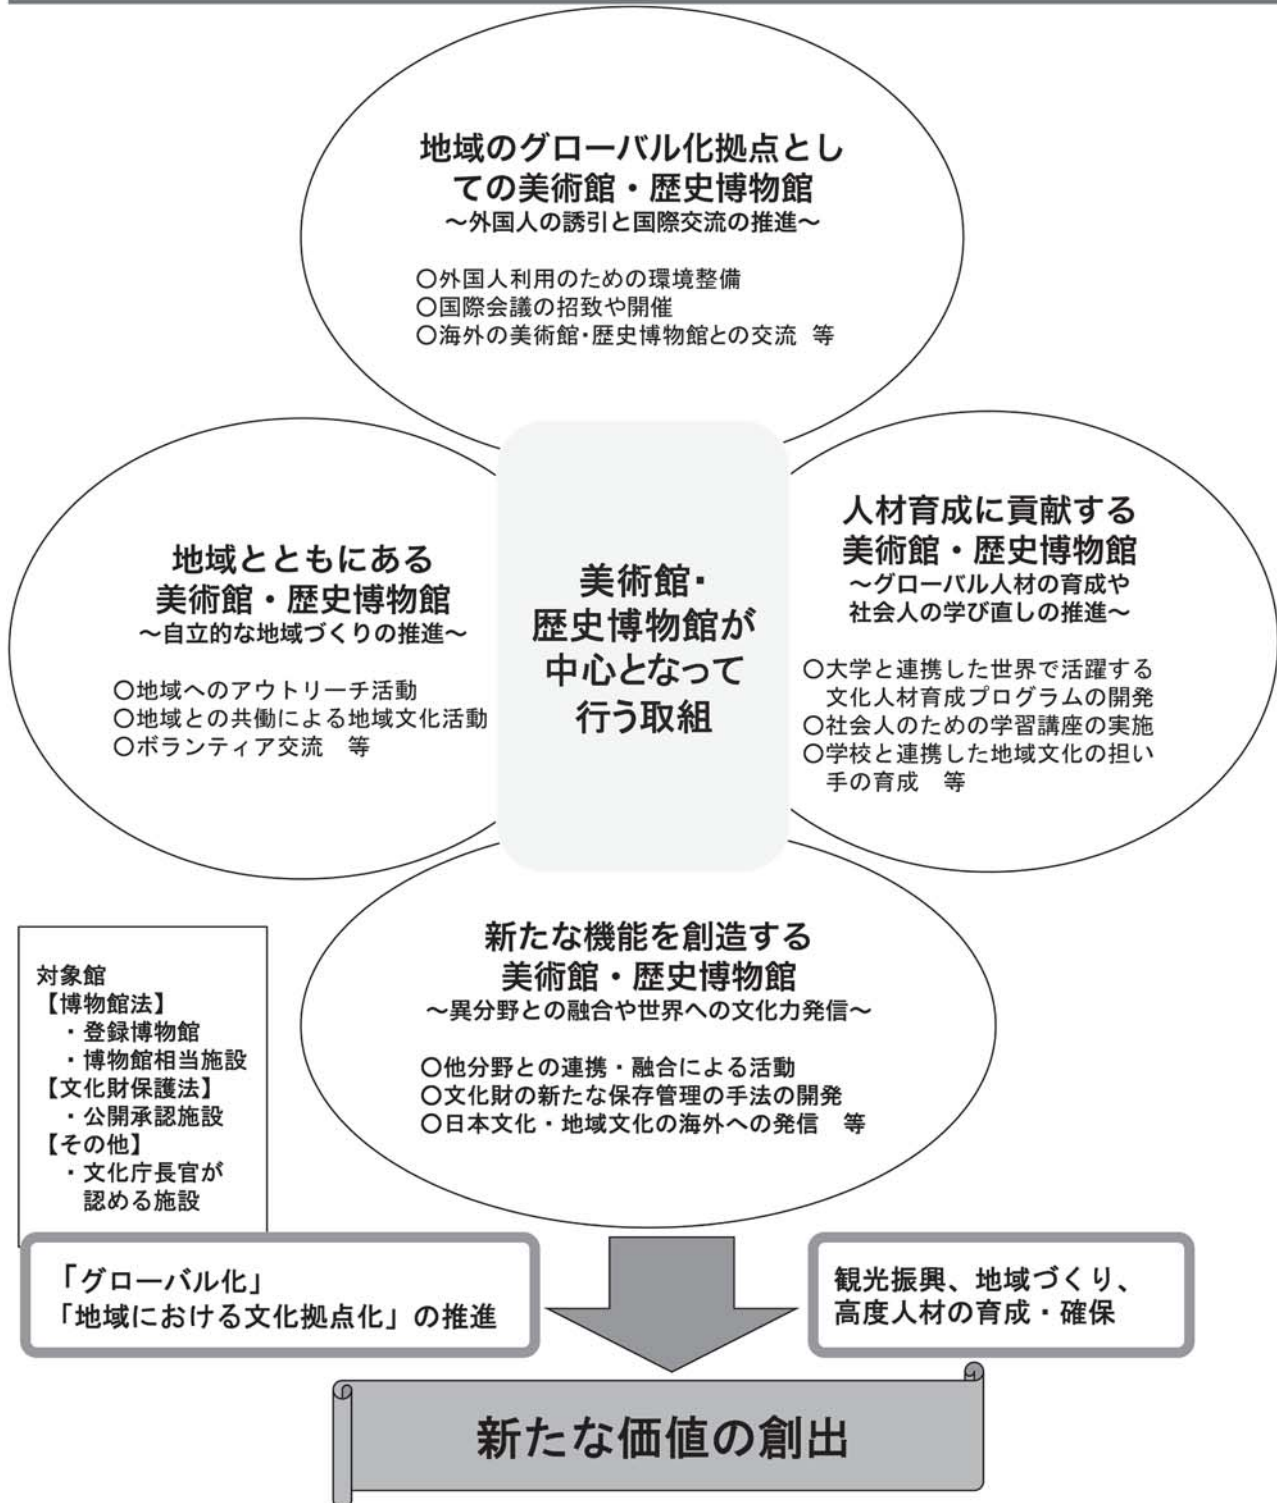 地域のグローバル化拠点とし
ての美術館・歴史博物館
～外国人の誘引と国際交流の推進～
○外国人利用のための環境整備
○国際会議の招致や開催
○海外の美術館・歴史博物館との交流 等
地域とともにある
美術館・歴史博物館
～自立的な地域づくりの推進～
○地域へのアウトリーチ活動
○地域との共働による地域文化活動
○ボランティア交流 等
美術館・
歴史博物館が
中心となって
行う取組
人材育成に貢献する
美術館・歴史博物館
～グローバル人材の育成や
社会人の学び直しの推進～
○大学と連携した世界で活躍する
文化人材育成プログラムの開発
○社会人のための学習講座の実施
○学校と連携した地域文化の担い
手の育成 等
新たな機能を創造する
美術館・歴史博物館
～異分野との融合や世界への文化力発信～
○他分野との連携・融合による活動
○文化財の新たな保存管理の手法の開発
○日本文化・地域文化の海外への発信 等
対象館
【博物館法】
・登録博物館
・博物館相当施設
【文化財保護法】
・公開承認施設
【その他】
・文化庁長官が
認める施設
「グローバル化」
「地域における文化拠点化」の推進
観光振興、地域づくり、
高度人材の育成・確保
新たな価値の創出